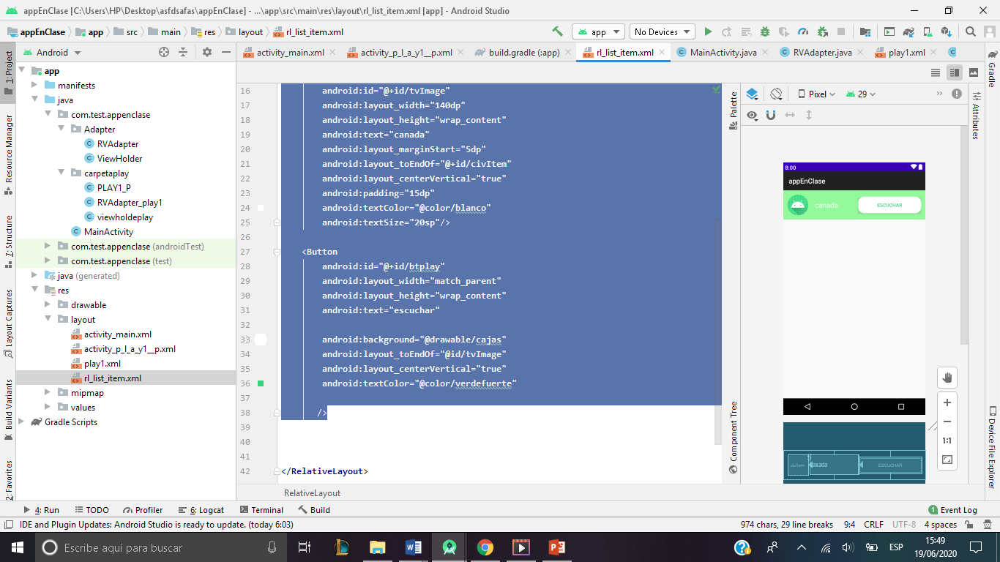 appEnClase [C:\Users\HP\Desktop\asfdsafas\appEnClase] - ...\app\src\main\res\layout\rl_list_item.xml [app] - Android Studio
appEnClase app src main res layout rl_list_item.xml app No Devices
Android
activity_main.xml activity_p_l_a_y1__p.xml build.gradle (:app) rl_list_item.xml MainActivity.java RVAdapter.java play1.xml
1: Project
Resource Manager
7: Structure
Layout Captures
Build Variants
2: Favorites
app
manifests
java
com.test.appenclase
Adapter
RVAdapter
ViewHolder
carpetaplay
PLAY1_P
RVAdapter_play1
viewholdeplay
MainActivity
com.test.appenclase (androidTest)
com.test.appenclase (test)
java (generated)
res
drawable
layout
activity_main.xml
activity_p_l_a_y1__p.xml
play1.xml
rl_list_item.xml
mipmap
values
Gradle Scripts
16 android:id="@+id/tvImage"
17 android:layout_width="140dp"
18 android:layout_height="wrap_content"
19 android:text="canada"
20 android:layout_marginStart="5dp"
21 android:layout_toEndOf="@+id/civItem"
22 android:layout_centerVertical="true"
23 android:padding="15dp"
24 android:textColor="@color/blanco"
25 android:textSize="20sp"/>
26
27 <Button
28 android:id="@+id/btplay"
29 android:layout_width="match_parent"
30 android:layout_height="wrap_content"
31 android:text="escuchar"
32
33 android:background="@drawable/cajas"
34 android:layout_toEndOf="@id/tvImage"
35 android:layout_centerVertical="true"
36 android:textColor="@color/verdefuerte"
37
38 />
39
40
41
42 </RelativeLayout>
RelativeLayout
Palette
Component Tree
Pixel 29
8:00
appEnClase
canada ESCUCHAR
civItem canada ESCUCHAR
1:1
Gradle
Attributes
Device File Explorer
4: Run TODO Profiler 6: Logcat Terminal Build 1 Event Log
IDE and Plugin Updates: Android Studio is ready to update. (today 6:03) 974 chars, 29 line breaks 9:4 CRLF UTF-8 4 spaces
Escribe aquí para buscar
ESP
15:49
19/06/2020